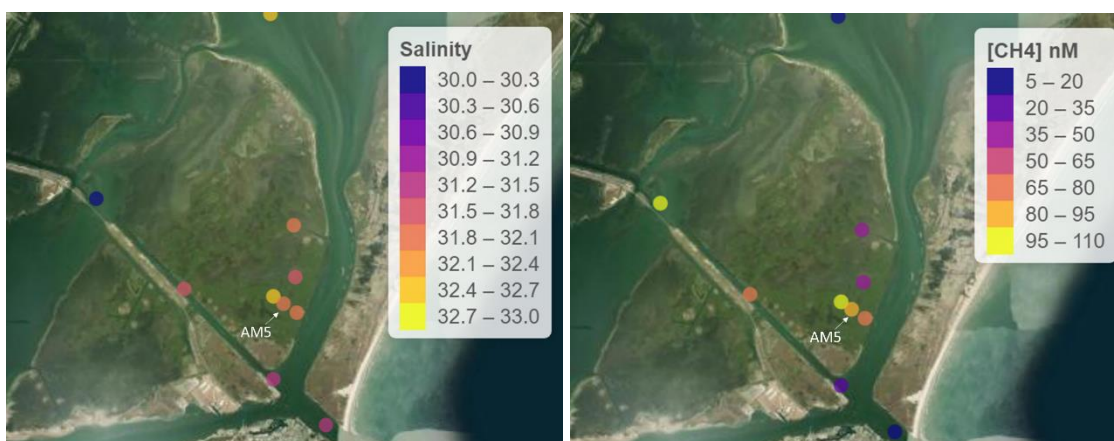 Salinity
30.0 – 30.3
30.3 – 30.6
30.6 – 30.9
30.9 – 31.2
31.2 – 31.5
31.5 – 31.8
31.8 – 32.1
32.1 – 32.4
32.4 – 32.7
32.7 – 33.0
AM5
[CH4] nM
5 – 20
20 – 35
35 – 50
50 – 65
65 – 80
80 – 95
95 – 110
AM5